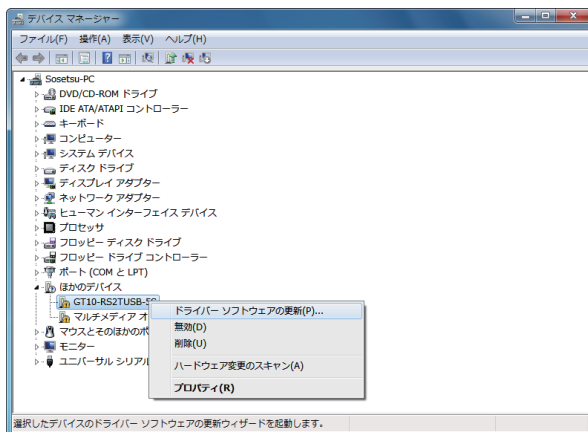 デバイス マネージャー
ファイル(F) 操作(A) 表示(V) ヘルプ(H)
Sosetsu-PC
DVD/CD-ROM ドライブ
IDE ATA/ATAPI コントローラー
キーボード
コンピューター
システム デバイス
ディスク ドライブ
ディスプレイ アダプター
ネットワーク アダプター
ヒューマン インターフェイス デバイス
プロセッサ
フロッピー ディスク ドライブ
フロッピー ドライブ コントローラー
ポート (COM と LPT)
ほかのデバイス
GT10-RS2TUSB-5S
マルチメディア オ
マウスとそのほかのポ
モニター
ユニバーサル シリアル
ドライバー ソフトウェアの更新(P)...
無効(D)
削除(U)
ハードウェア変更のスキャン(A)
プロパティ(R)
選択したデバイスのドライバー ソフトウェアの更新ウィザードを起動します。